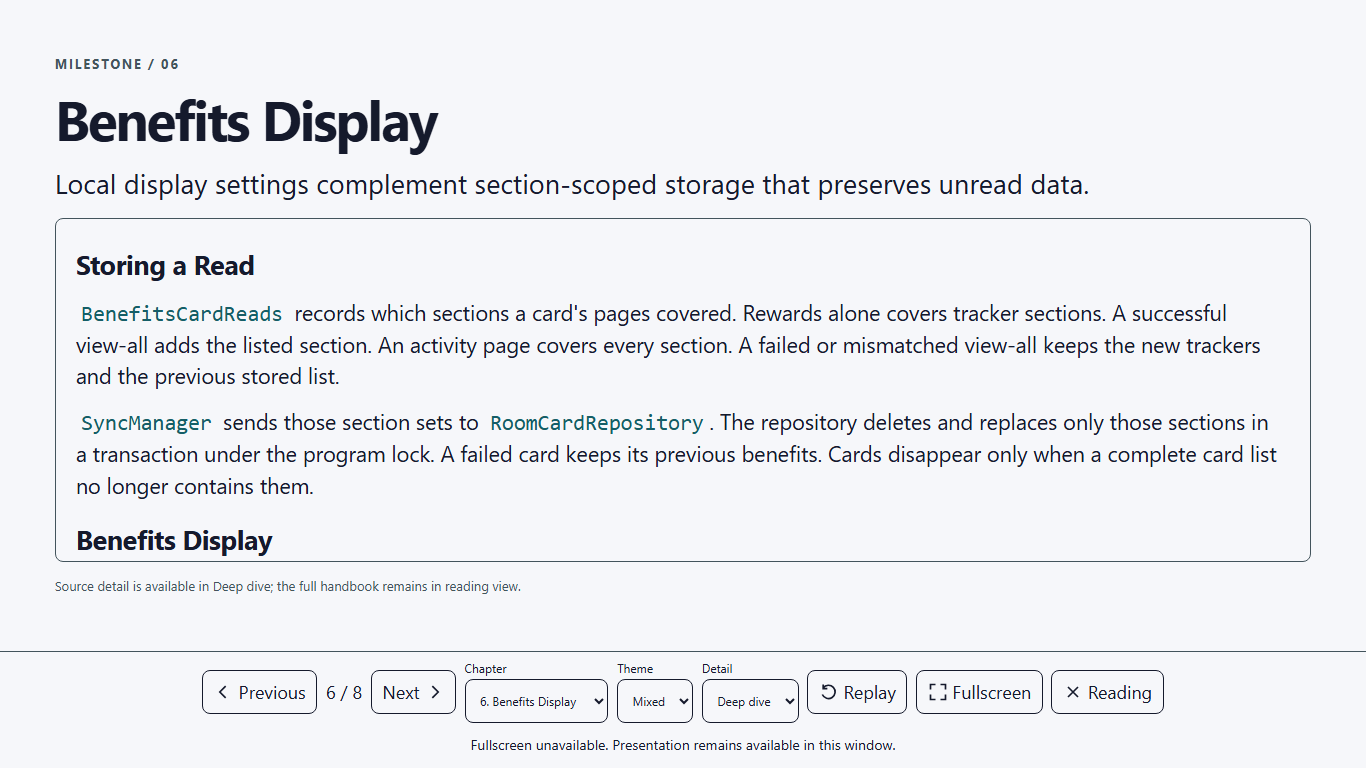 MILESTONE / 06
Benefits Display
Local display settings complement section-scoped storage that preserves unread data.
Storing a Read
BenefitsCardReads records which sections a card's pages covered. Rewards alone covers tracker sections. A successful
view-all adds the listed section. An activity page covers every section. A failed or mismatched view-all keeps the new trackers
and the previous stored list.
SyncManager sends those section sets to RoomCardRepository. The repository deletes and replaces only those sections in
a transaction under the program lock. A failed card keeps its previous benefits. Cards disappear only when a complete card list
no longer contains them.
Benefits Display
Source detail is available in Deep dive; the full handbook remains in reading view.
Chapter Theme Detail
Previous 6 / 8 Next 6. Benefits Display Mixed Deep dive Replay Fullscreen Reading
Fullscreen unavailable. Presentation remains available in this window.